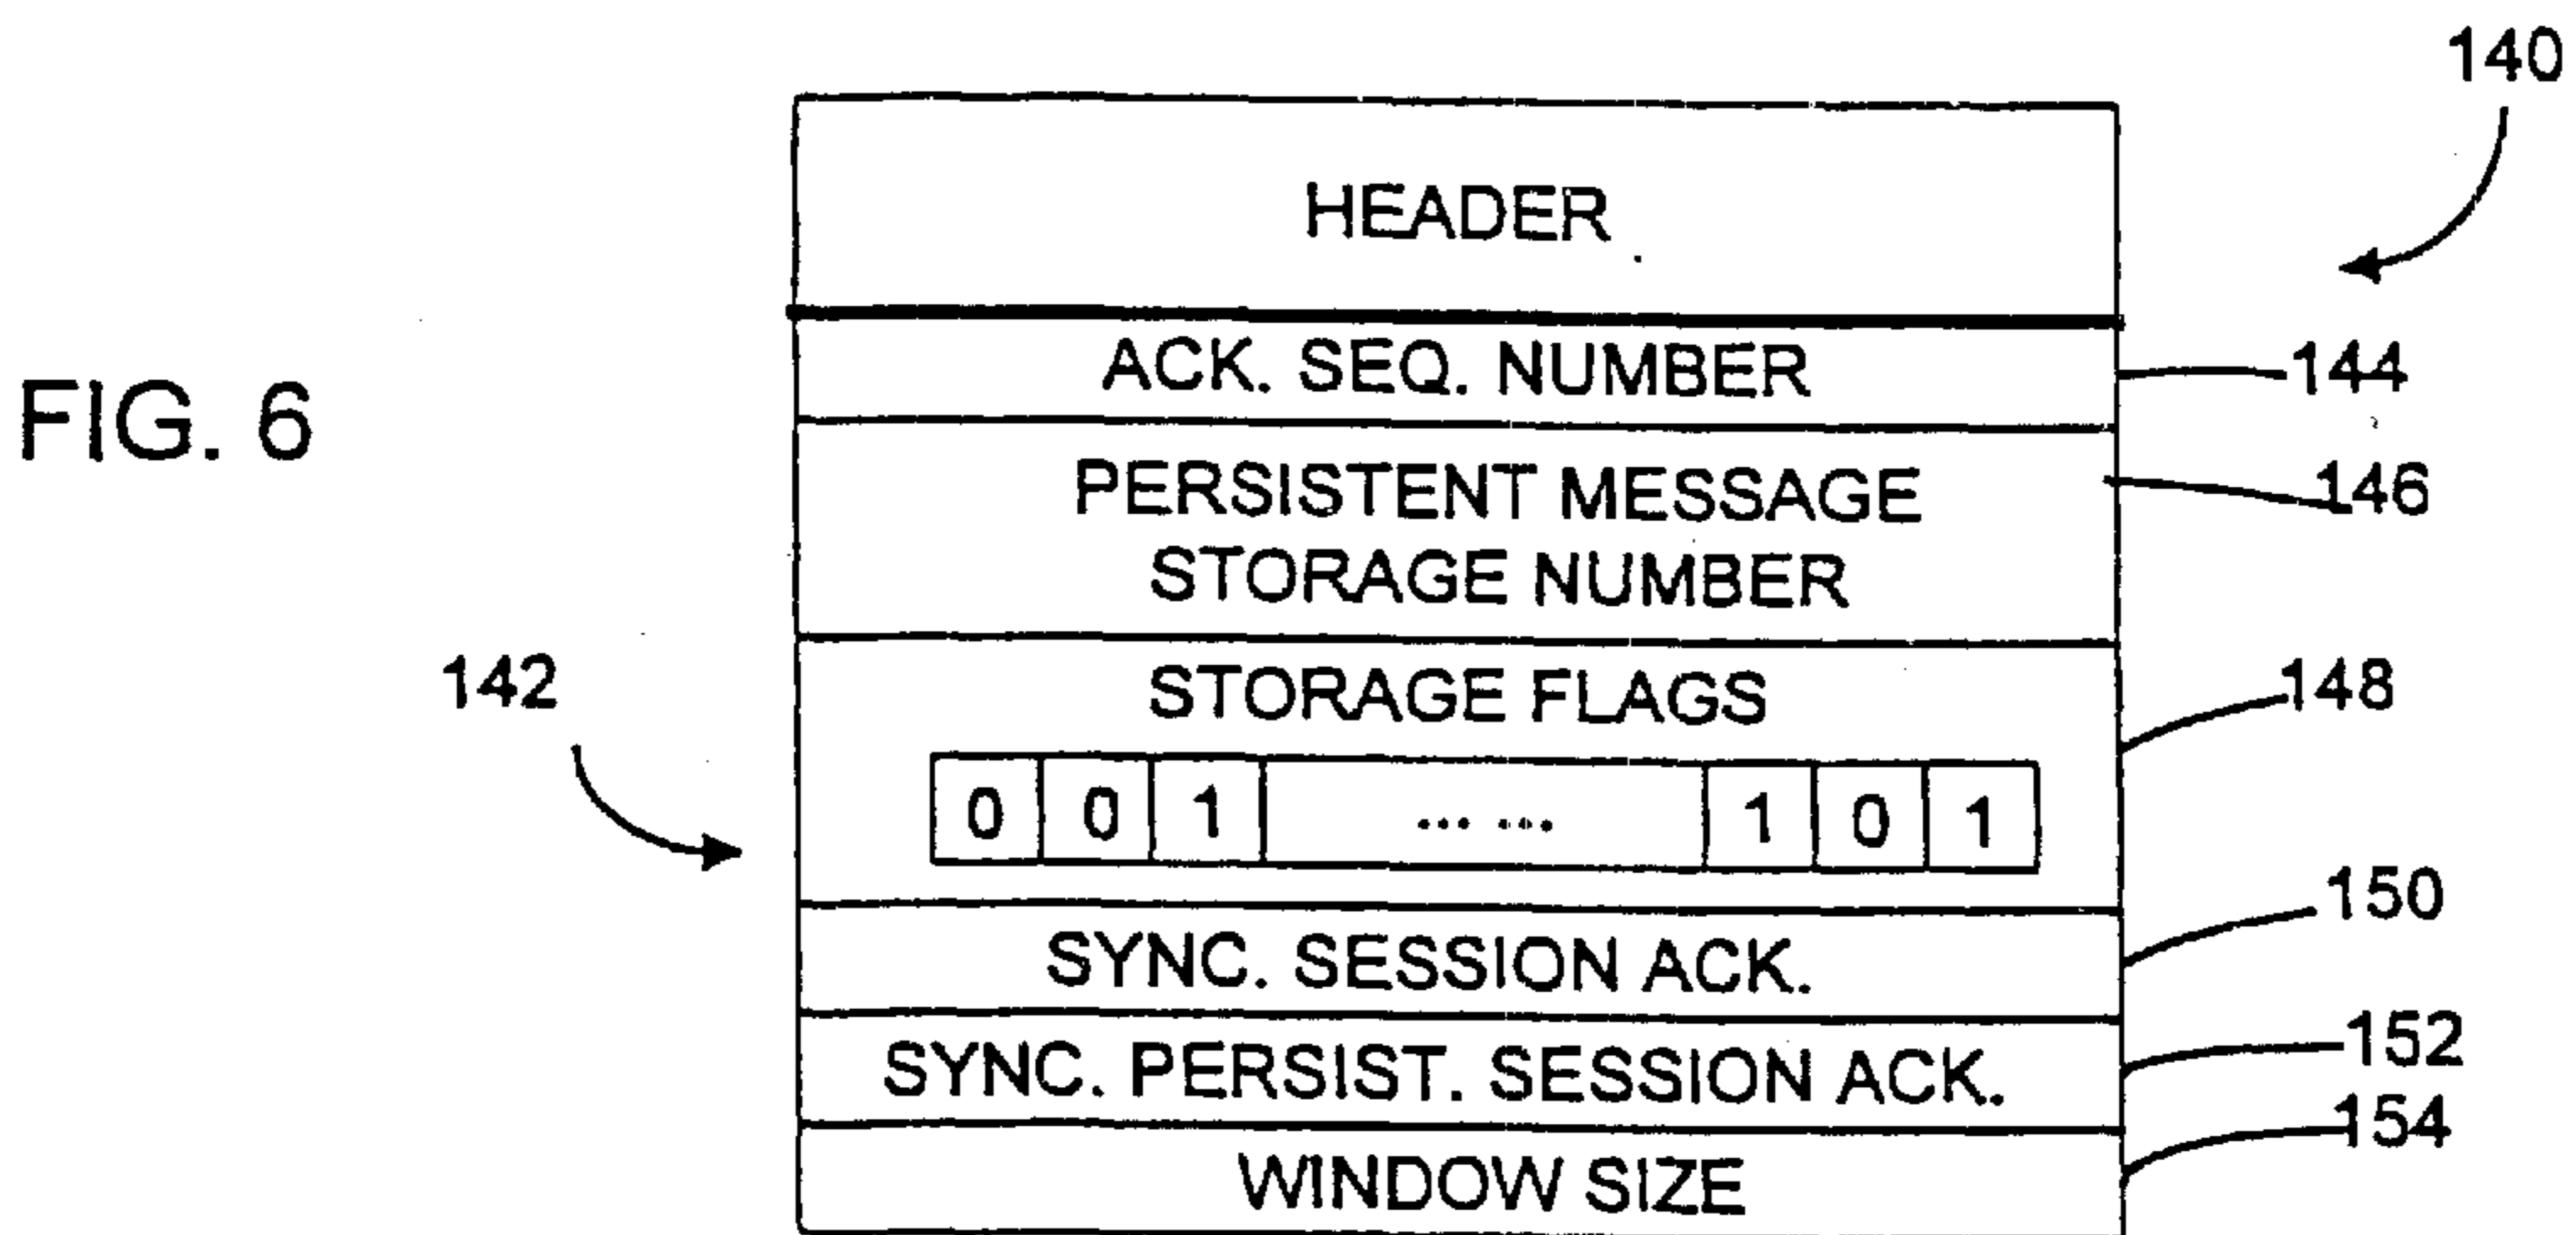 140
HEADER
ACK. SEQ. NUMBER
144
FIG. 6
PERSISTENT MESSAGE
STORAGE NUMBER
146
142
STORAGE FLAGS
148
0 0 1 ... ... 1 0 1
SYNC. SESSION ACK.
150
SYNC. PERSIST. SESSION ACK.
152
WINDOW SIZE
154